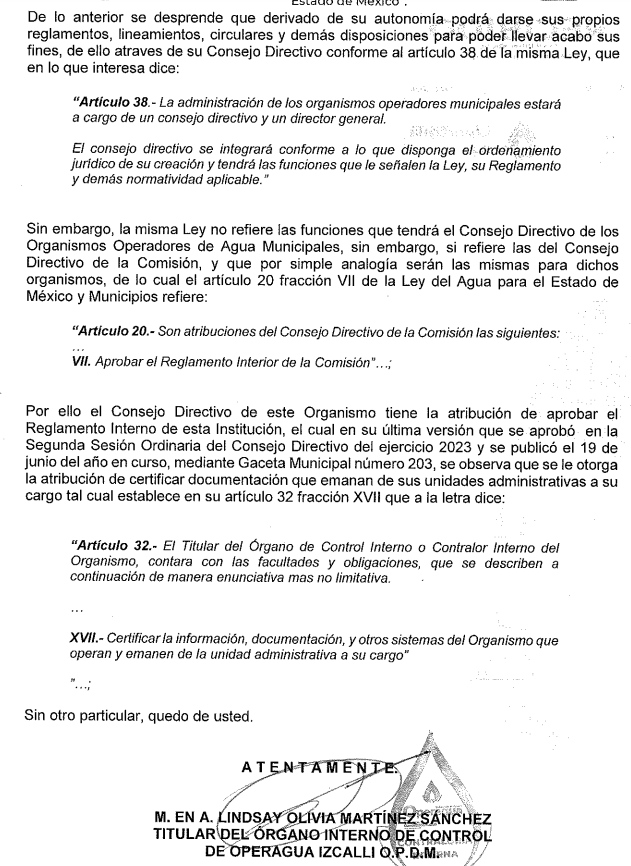 Estado de México".
De lo anterior se desprende que derivado de su autonomía podrá darse sus propios
reglamentos, lineamientos, circulares y demás disposiciones para poder llevar acabo sus
fines, de ello atraves de su Consejo Directivo conforme al artículo 38 de la misma Ley, que
en lo que interesa dice:
"Artículo 38.- La administración de los organismos operadores municipales estará
a cargo de un consejo directivo y un director general.
El consejo directivo se integrará conforme a lo que disponga el ordenamiento
jurídico de su creación y tendrá las funciones que le señalen la Ley, su Reglamento
y demás normatividad aplicable."
Sin embargo, la misma Ley no refiere las funciones que tendrá el Consejo Directivo de los
Organismos Operadores de Agua Municipales, sin embargo, si refiere las del Consejo
Directivo de la Comisión, y que por simple analogía serán las mismas para dichos
organismos, de lo cual el artículo 20 fracción VII de la Ley del Agua para el Estado de
México y Municipios refiere:
"Artículo 20.- Son atribuciones del Consejo Directivo de la Comisión las siguientes:
...
VII. Aprobar el Reglamento Interior de la Comisión"...;
Por ello el Consejo Directivo de este Organismo tiene la atribución de aprobar el
Reglamento Interno de esta Institución, el cual en su última versión que se aprobó en la
Segunda Sesión Ordinaria del Consejo Directivo del ejercicio 2023 y se publicó el 19 de
junio del año en curso, mediante Gaceta Municipal número 203, se observa que se le otorga
la atribución de certificar documentación que emanan de sus unidades administrativas a su
cargo tal cual establece en su artículo 32 fracción XVII que a la letra dice:
"Artículo 32.- El Titular del Órgano de Control Interno o Contralor Interno del
Organismo, contara con las facultades y obligaciones, que se describen a
continuación de manera enunciativa mas no limitativa.
...
XVII.- Certificar la información, documentación, y otros sistemas del Organismo que
operan y emanen de la unidad administrativa a su cargo"
"...;
Sin otro particular, quedo de usted.
A T E N T A M E N T E.
M. EN A. LINDSAY OLIVIA MARTÍNEZ SÁNCHEZ
TITULAR DEL ÓRGANO INTERNO DE CONTROL
DE OPERAGUA IZCALLI O.P.D.M.
Operagua
CONTRALORÍA
INTERNA